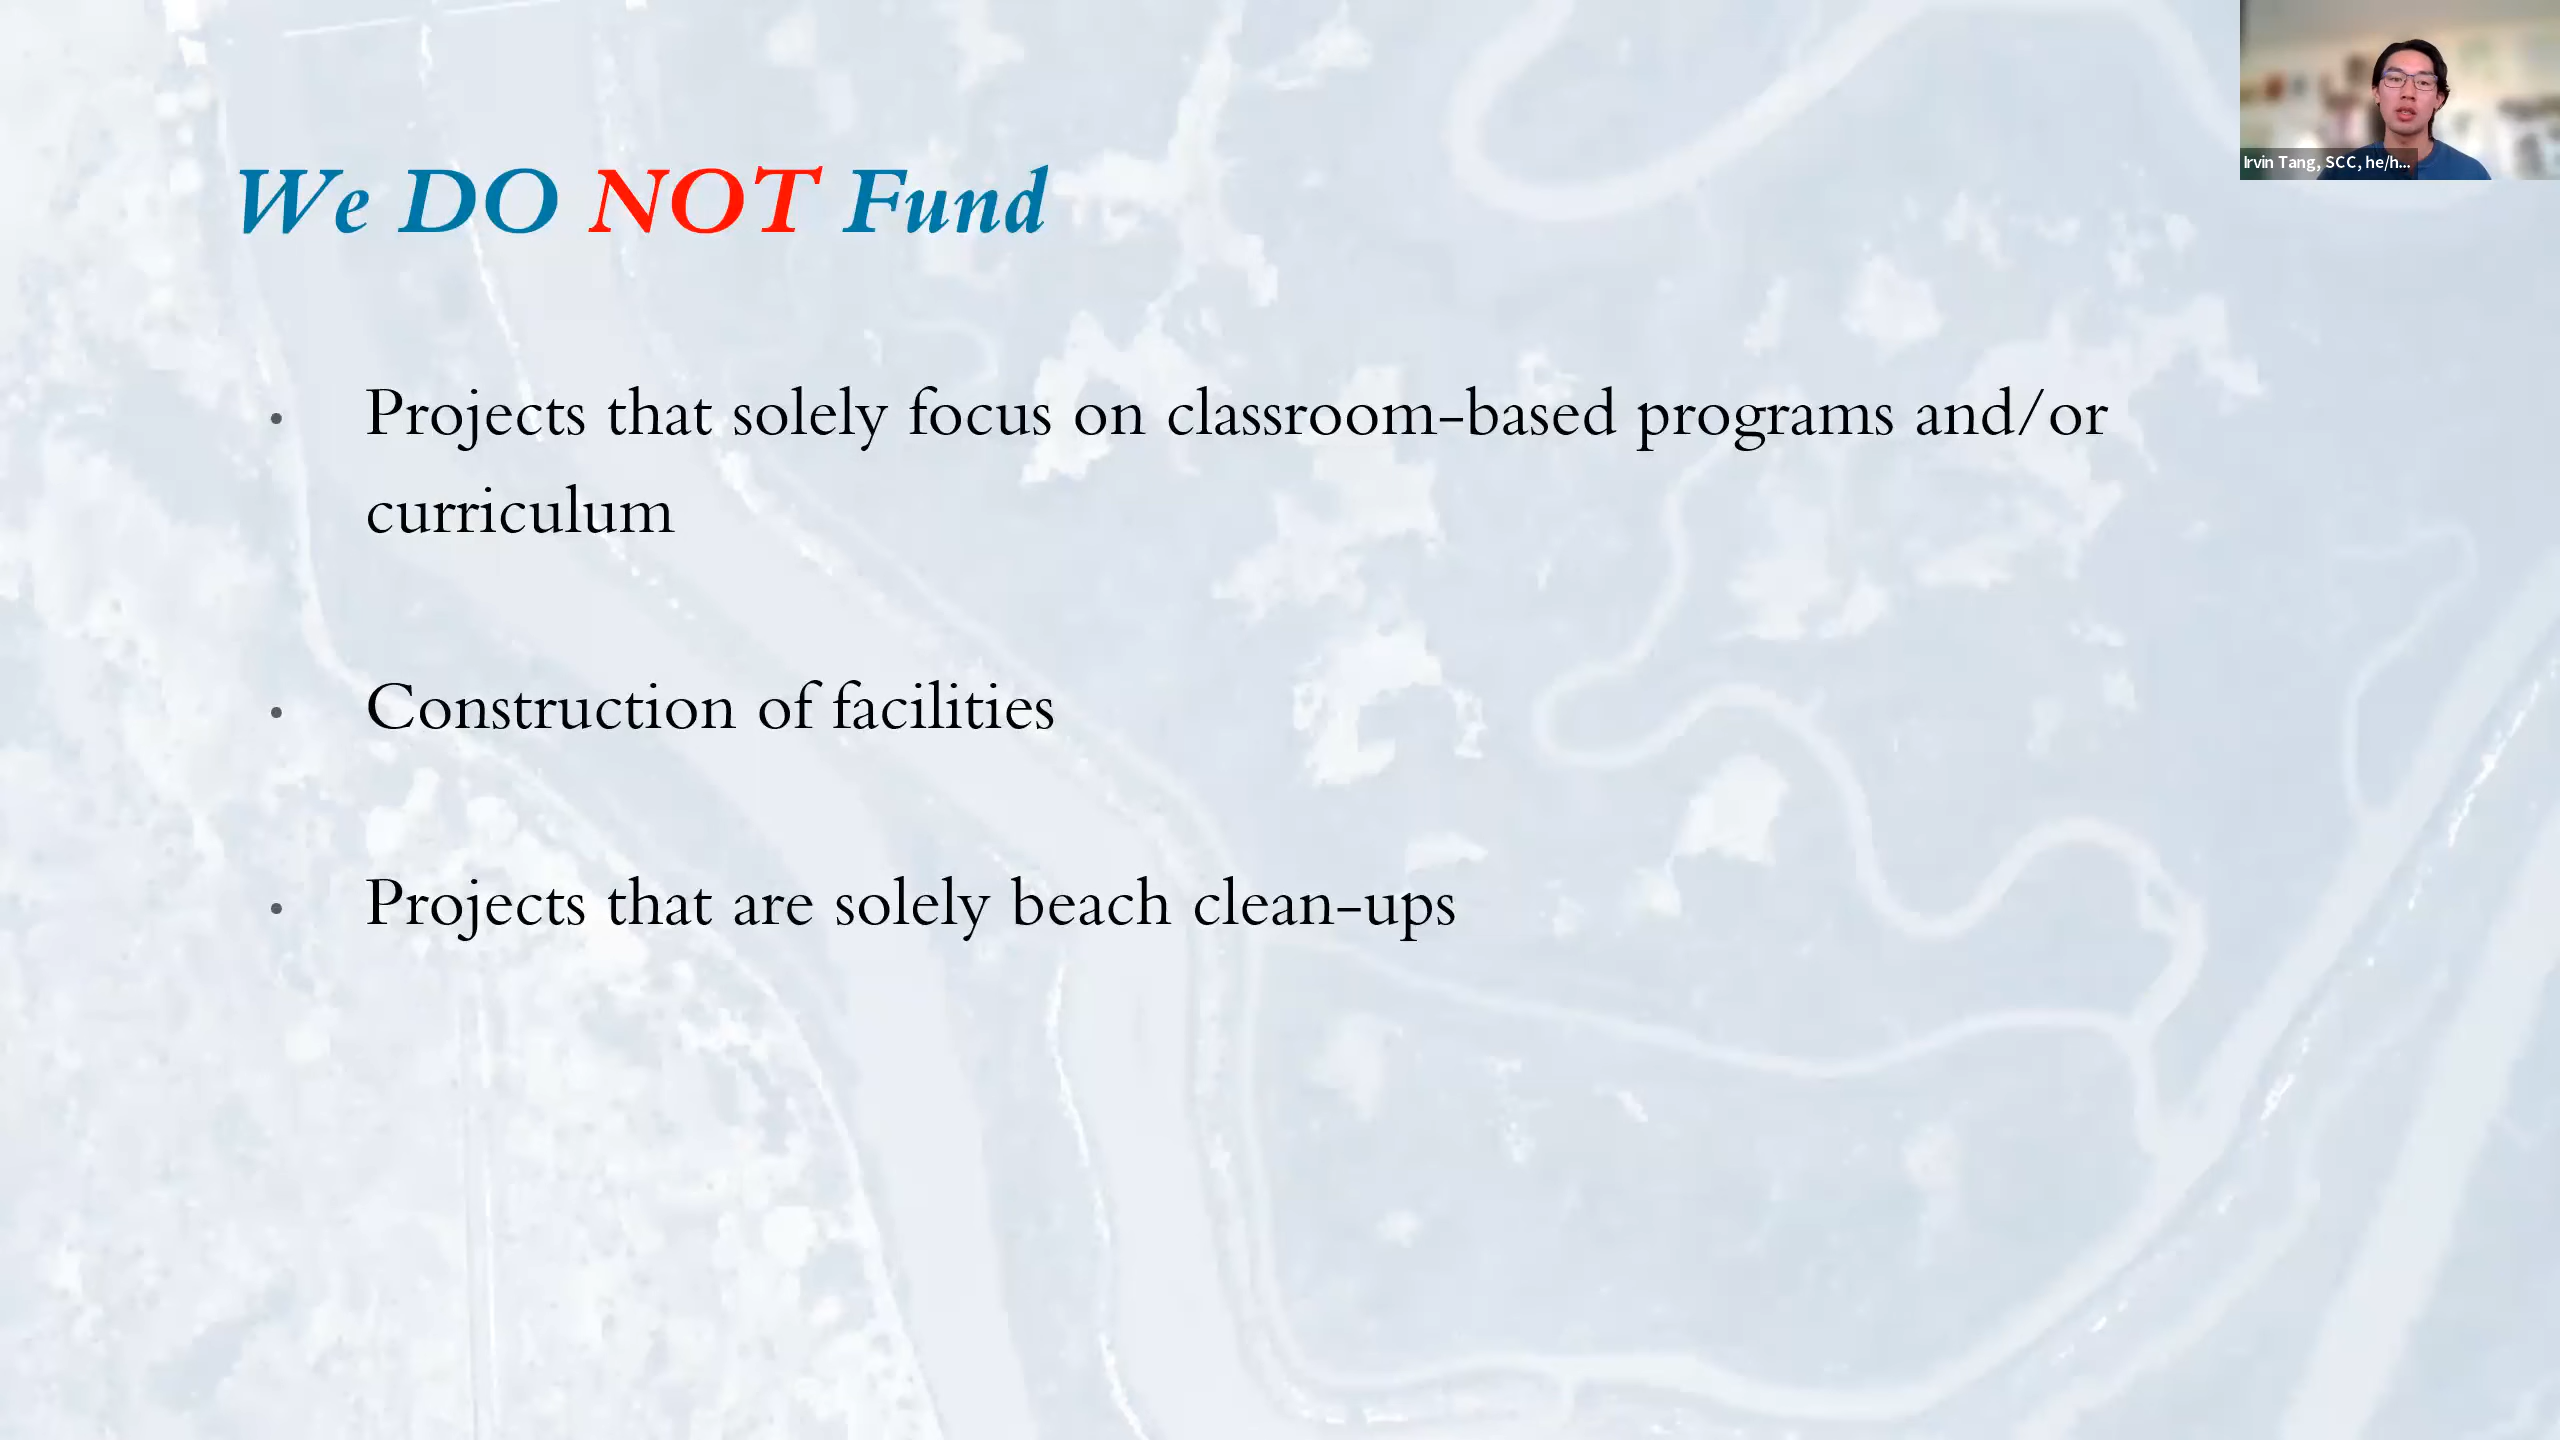 We DO NOT Fund
Irvin Tang, SCC, he/h...
• Projects that solely focus on classroom-based programs and/or
curriculum
• Construction of facilities
• Projects that are solely beach clean-ups